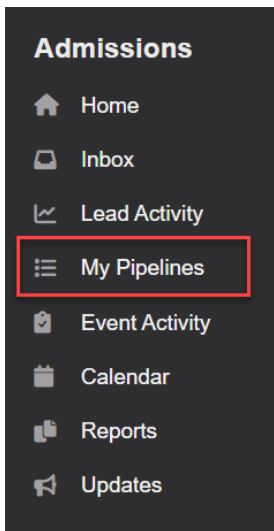 Admissions
Home
Inbox
Lead Activity
My Pipelines
Event Activity
Calendar
Reports
Updates